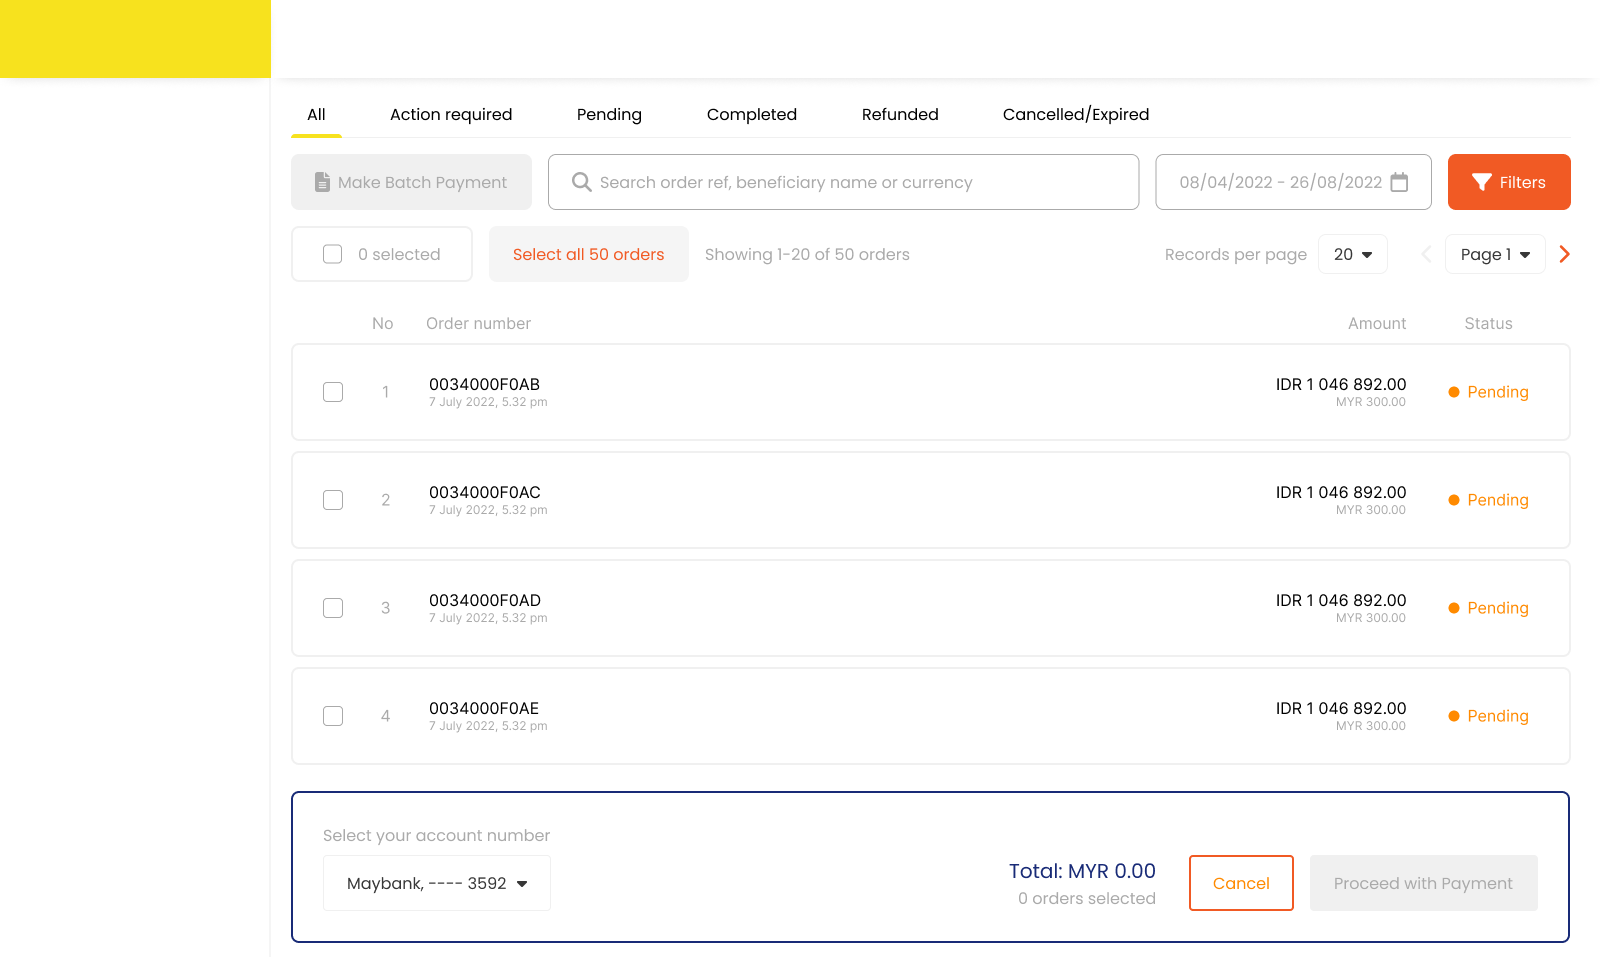 All Action required Pending Completed Refunded Cancelled/Expired
Make Batch Payment Search order ref, beneficiary name or currency 08/04/2022 - 26/08/2022 Filters
0 selected Select all 50 orders Showing 1-20 of 50 orders Records per page 20 Page 1
No Order number Amount Status
1 0034000F0AB IDR 1 046 892.00 Pending
7 July 2022, 5.32 pm MYR 300.00
2 0034000F0AC IDR 1 046 892.00 Pending
7 July 2022, 5.32 pm MYR 300.00
3 0034000F0AD IDR 1 046 892.00 Pending
7 July 2022, 5.32 pm MYR 300.00
4 0034000F0AE IDR 1 046 892.00 Pending
7 July 2022, 5.32 pm MYR 300.00
Select your account number
Maybank, ---- 3592
Total: MYR 0.00
0 orders selected
Cancel
Proceed with Payment